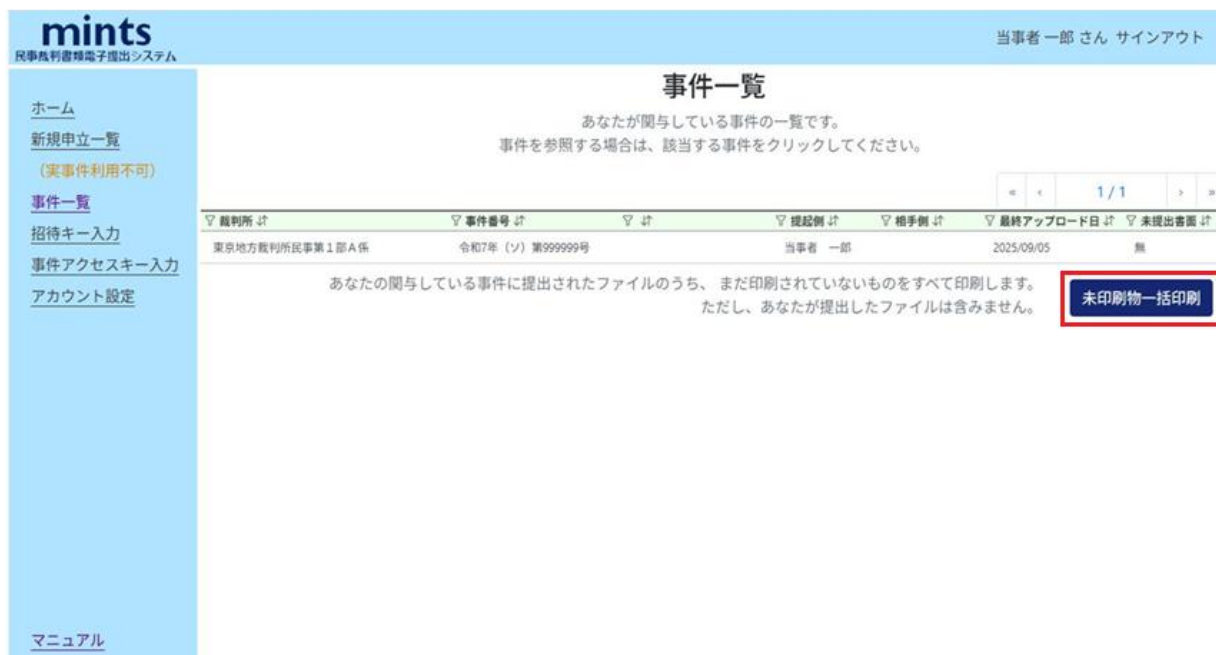 mints
民事裁判書類電子提出システム
当事者 一郎 さん サインアウト
ホーム
新規申立一覧
（実事件利用不可）
事件一覧
招待キー入力
事件アクセスキー入力
アカウント設定
マニュアル
事件一覧
あなたが関与している事件の一覧です。
事件を参照する場合は、該当する事件をクリックしてください。
« ‹ 1 / 1 › »
裁判所 事件番号 提起側 相手側 最終アップロード日 未提出書面
東京地方裁判所民事第１部Ａ係 令和7年（ソ）第999999号 当事者 一郎 2025/09/05 無
あなたの関与している事件に提出されたファイルのうち、 まだ印刷されていないものをすべて印刷します。
ただし、あなたが提出したファイルは含みません。
未印刷物一括印刷